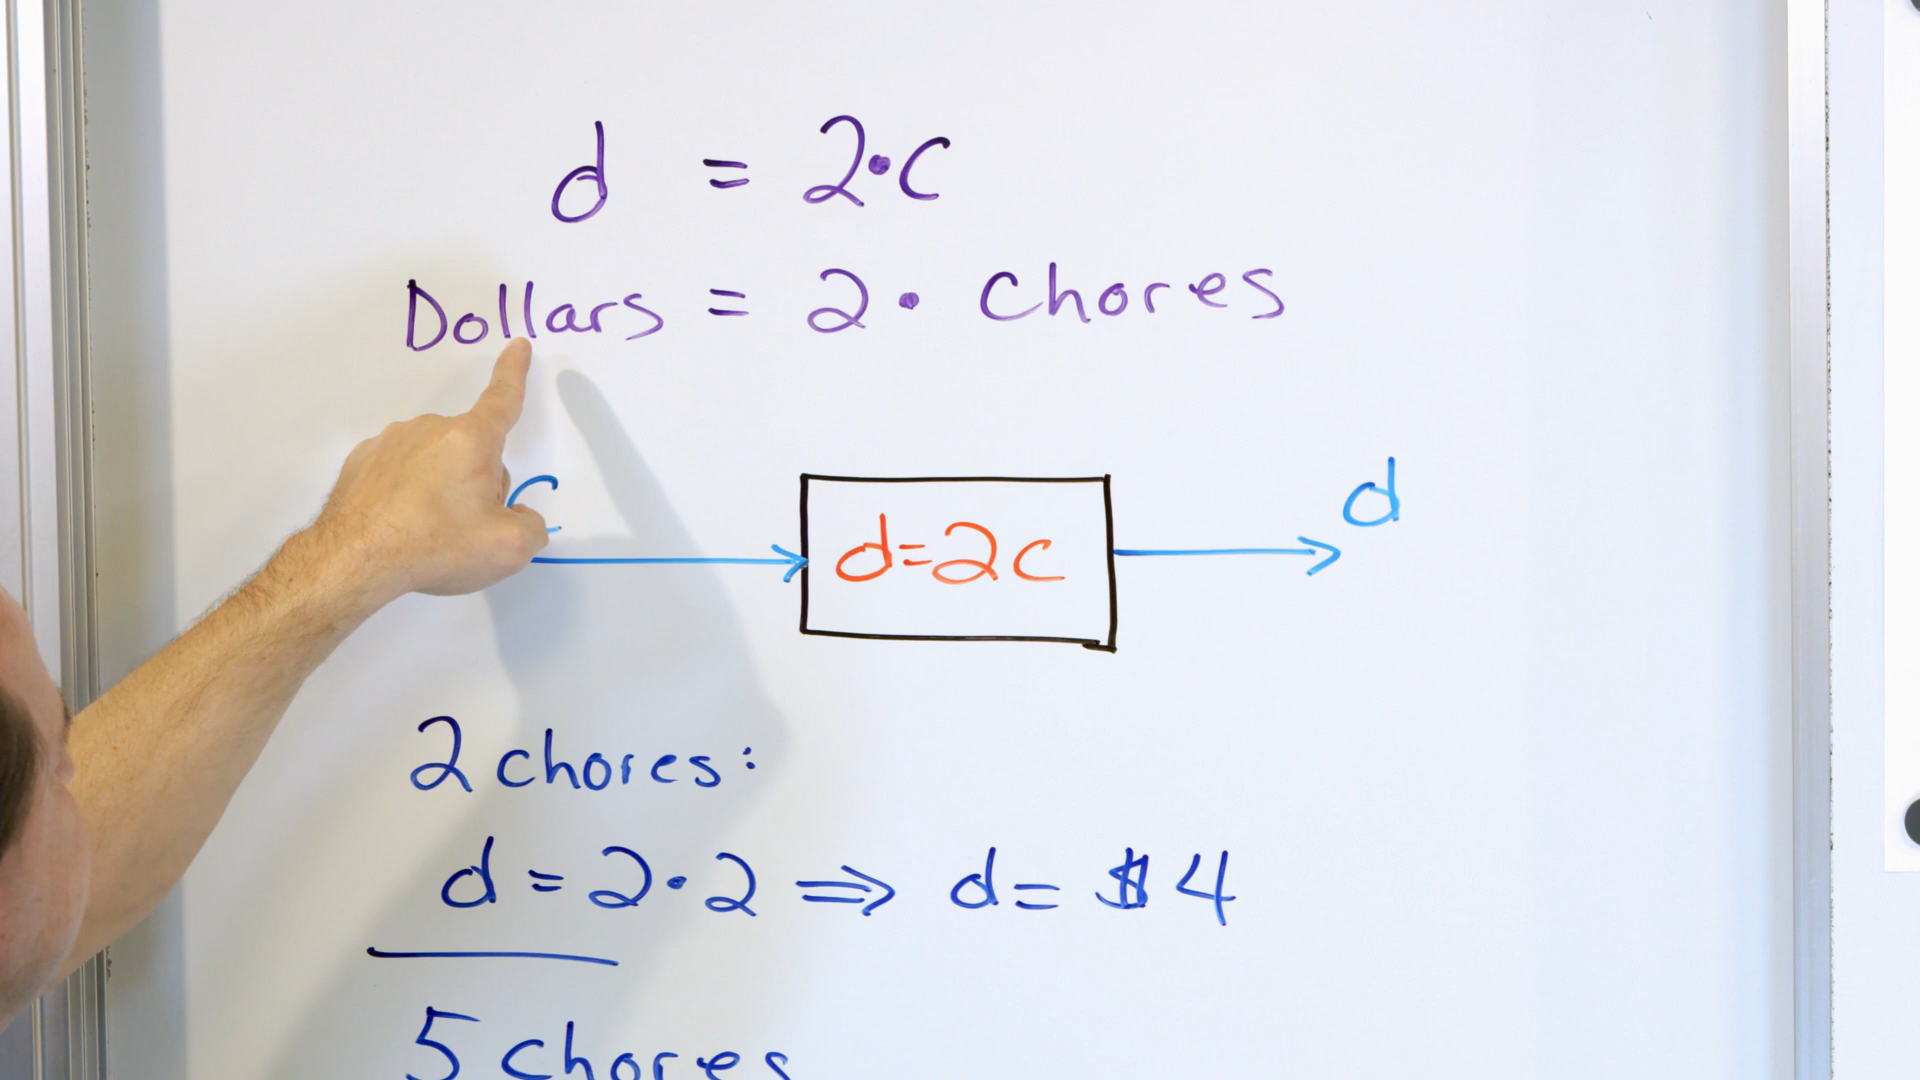 d = 2·c
Dollars = 2· Chores
c
d=2c
d
2 chores:
d = 2·2 ⇒ d = $4
5 chores